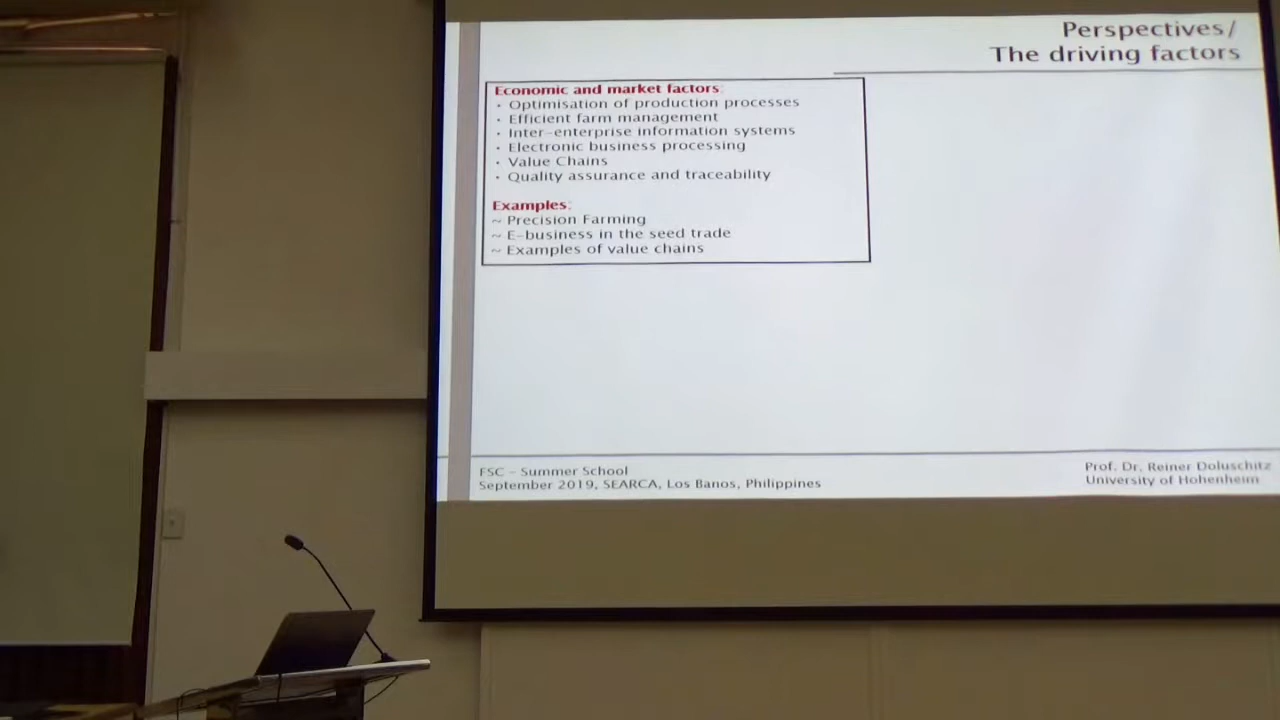 Perspectives/
The driving factors
Economic and market factors:
• Optimisation of production processes
• Efficient farm management
• Inter-enterprise information systems
• Electronic business processing
• Value Chains
• Quality assurance and traceability
Examples:
~ Precision Farming
~ E-business in the seed trade
~ Examples of value chains
FSC - Summer School
September 2019, SEARCA, Los Banos, Philippines
Prof. Dr. Reiner Doluschitz
University of Hohenheim